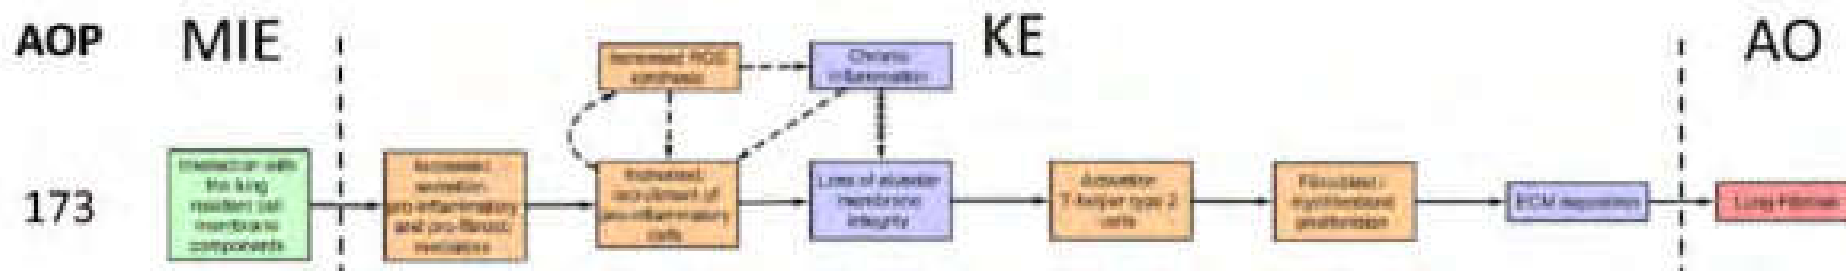 AOP
MIE
KE
AO
173
Interaction with
the lung
resident cell
membrane
components
Increased
secretion
pro-inflammatory
and pro-fibrotic
mediators
Increased ROS
synthesis
Increased
recruitment of
pro-inflammatory
cells
Chronic
inflammation
Loss of alveolar
membrane
integrity
Activation
T-helper type 2
cells
Fibroblast/
myofibroblast
proliferation
ECM deposition
Lung Fibrosis